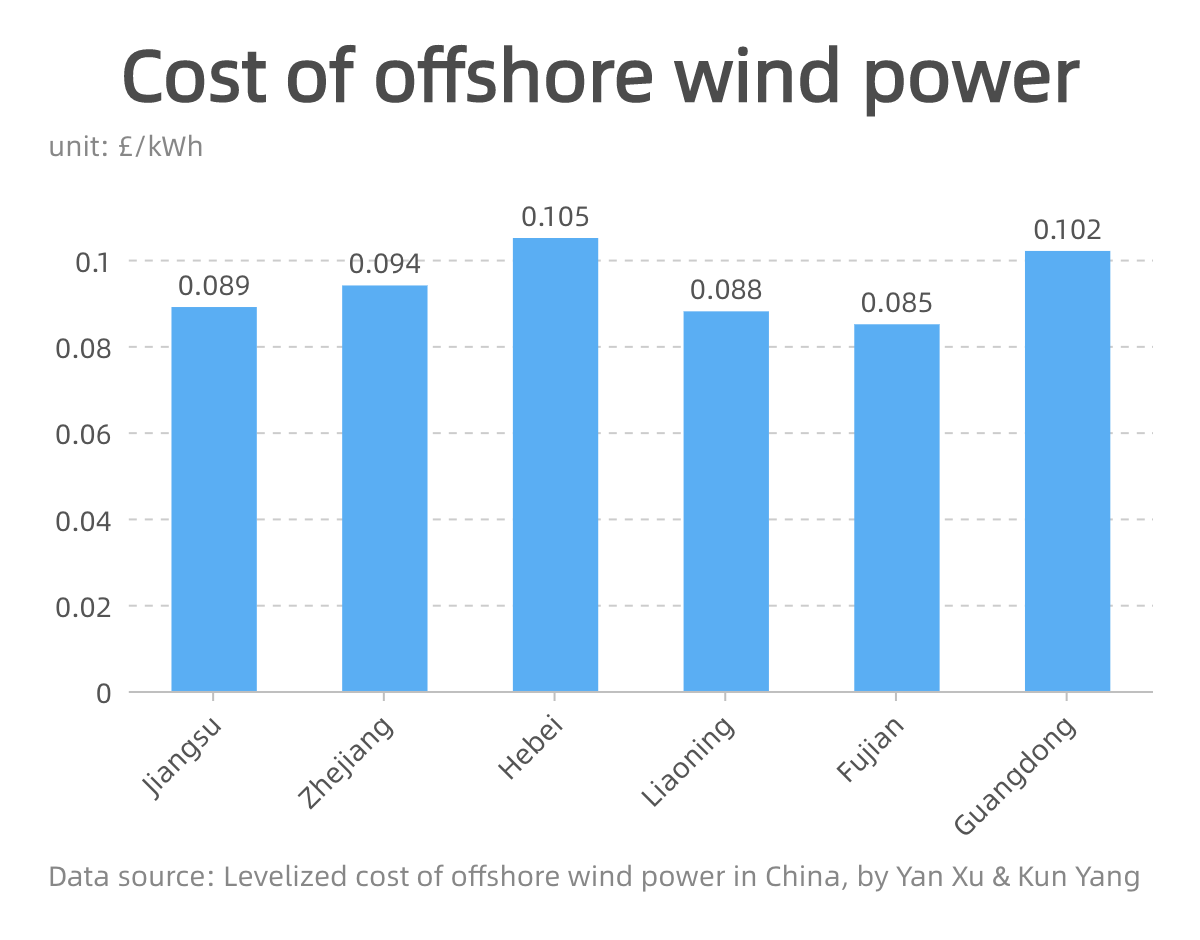 Cost of offshore wind power
unit: £/kWh
0.105
0.102
0.1
0.094
0.089
0.088
0.085
0.08
0.06
0.04
0.02
0
Jiangsu
Zhejiang
Hebei
Liaoning
Fujian
Guangdong
Data source: Levelized cost of offshore wind power in China, by Yan Xu & Kun Yang